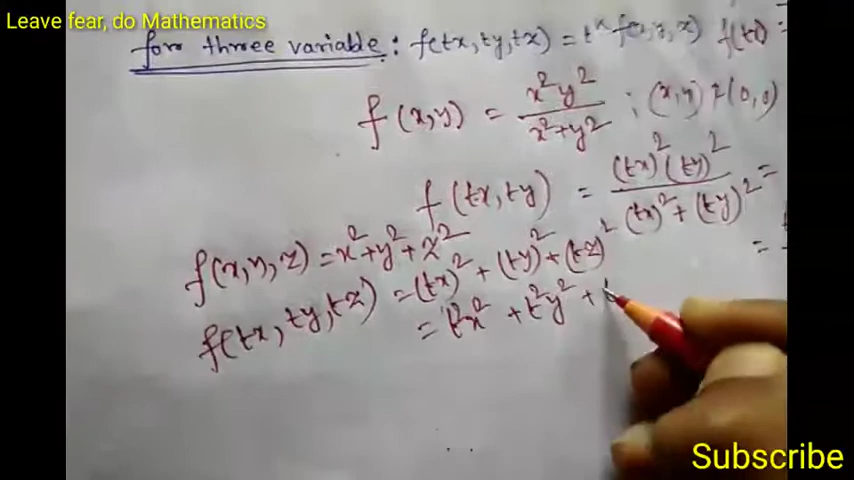 Leave fear, do Mathematics
for three variable : f(tx, ty, tz) = tⁿ f(x, y, z) f(tx) =
f(x,y) = x²y² / x²+y² ; (x,y) ≠ (0,0)
f(tx, ty) = (tx)²(ty)² / (tx)² + (ty)² =
=
f(x,y,z) = x² + y² + z²
f(tx, ty, tz) = (tx)² + (ty)² + (tz)²
= t²x² + t²y² +
Subscribe